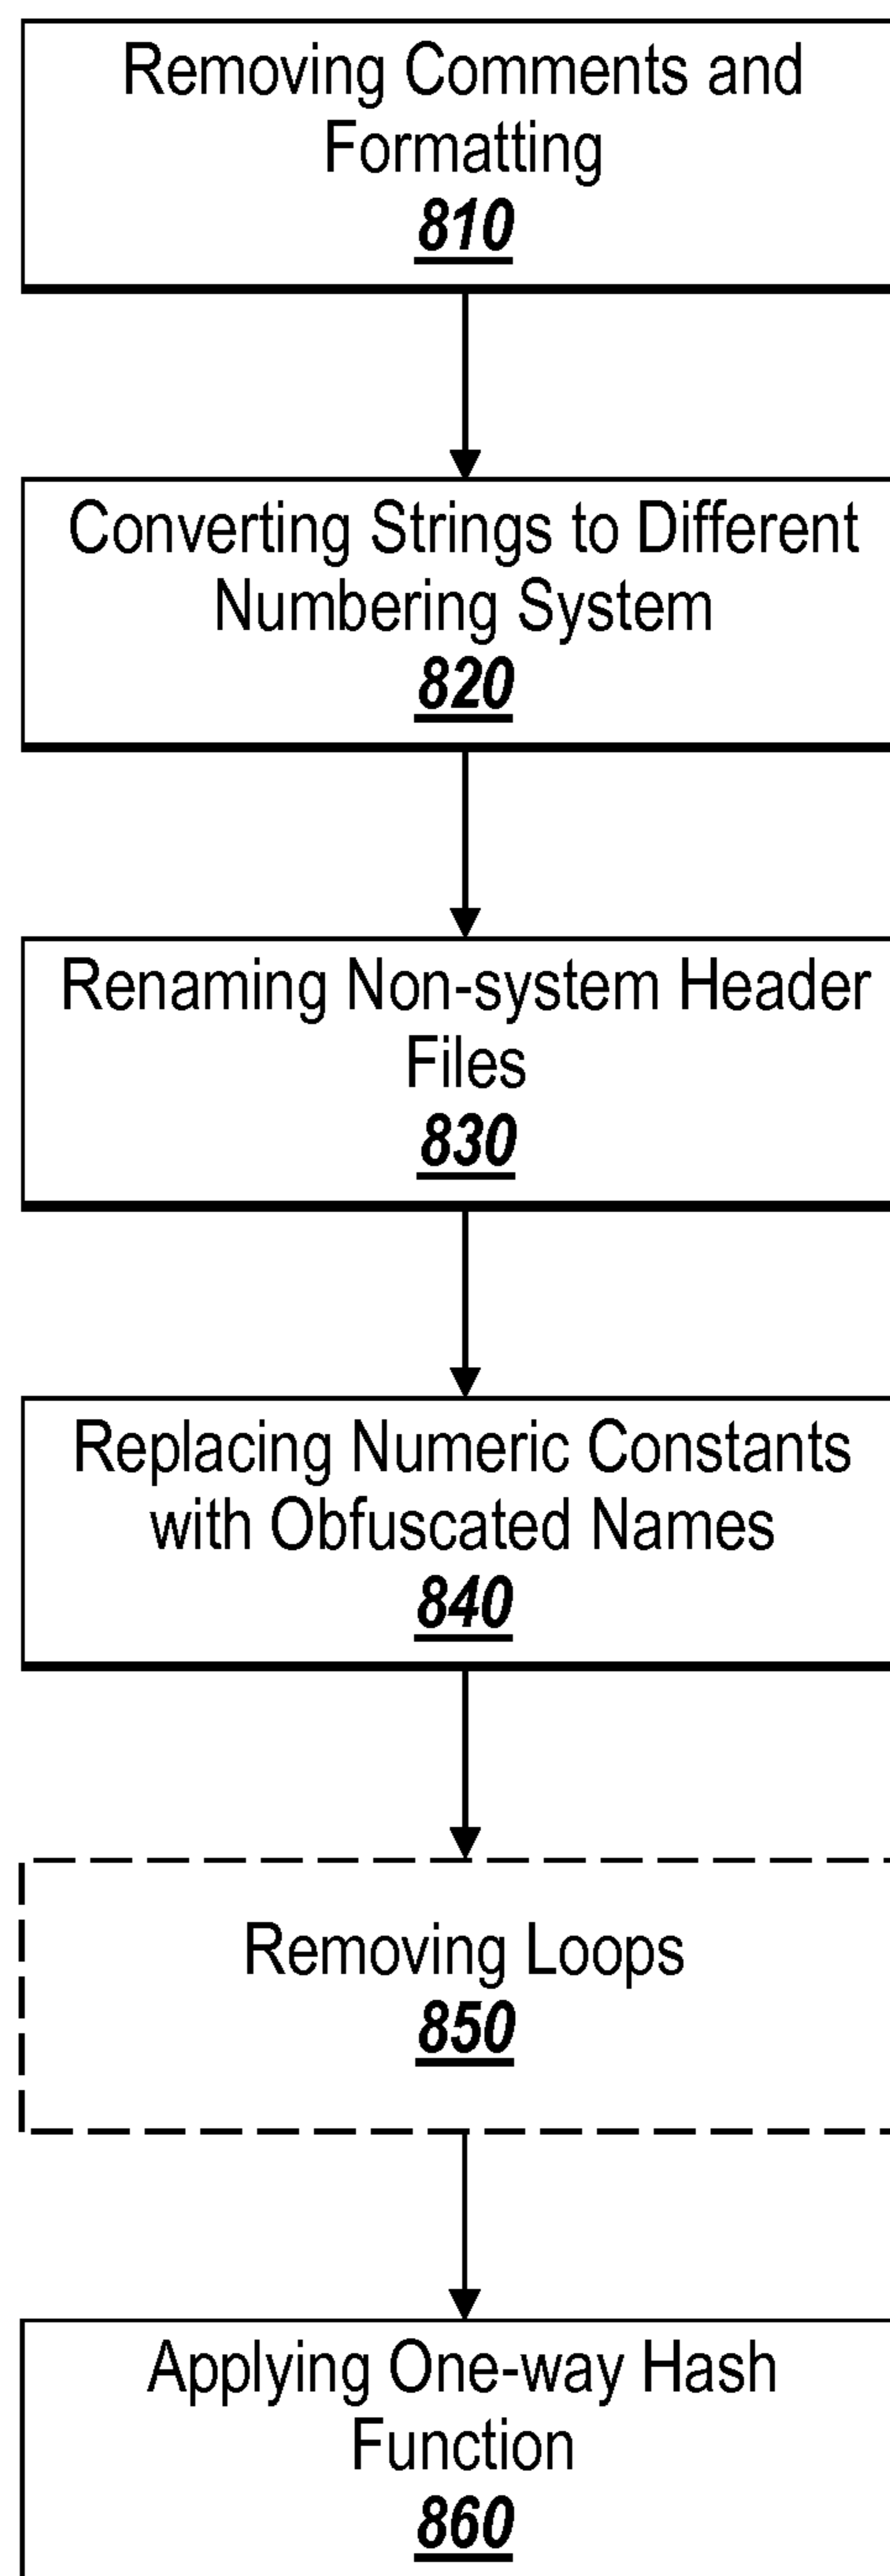 Removing Comments and
Formatting
810
Converting Strings to Different
Numbering System
820
Renaming Non-system Header
Files
830
Replacing Numeric Constants
with Obfuscated Names
840
Removing Loops
850
Applying One-way Hash
Function
860